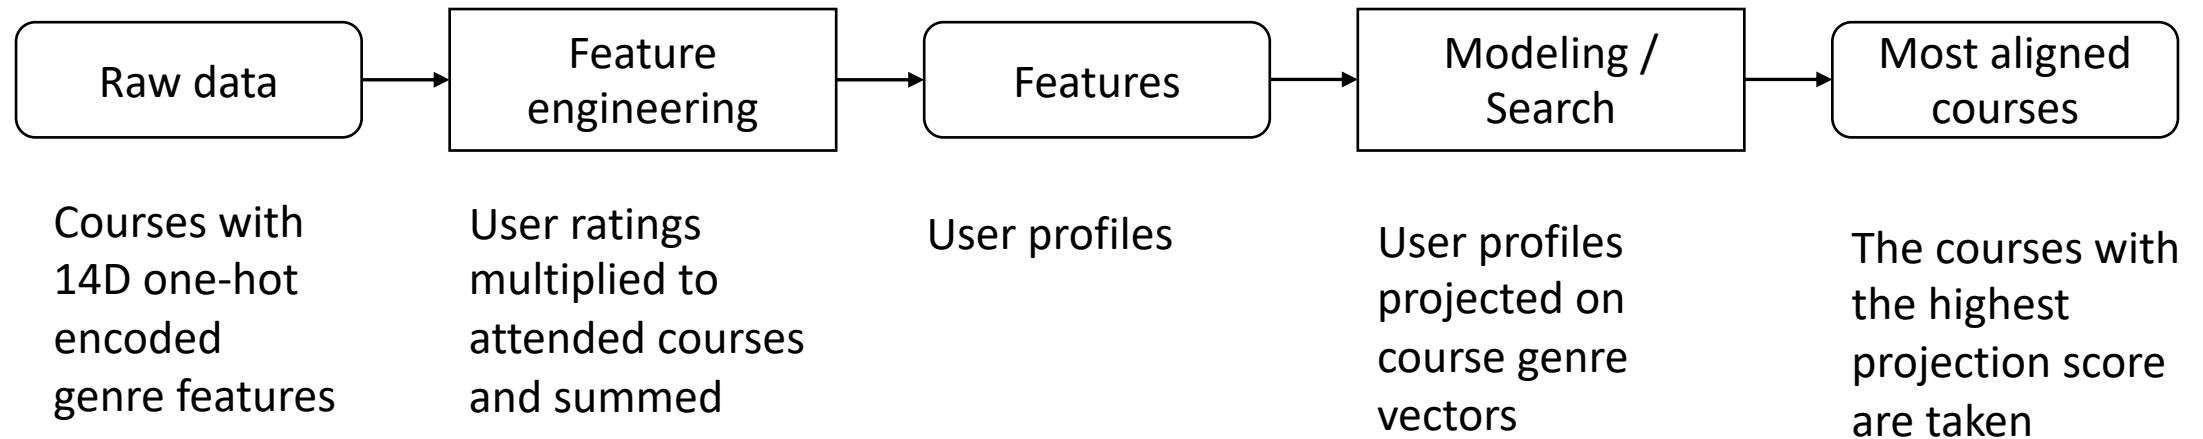 Raw data
Feature
engineering
Features
Modeling /
Search
Most aligned
courses
Courses with
14D one-hot
encoded
genre features
User ratings
multiplied to
attended courses
and summed
User profiles
User profiles
projected on
course genre
vectors
The courses with
the highest
projection score
are taken